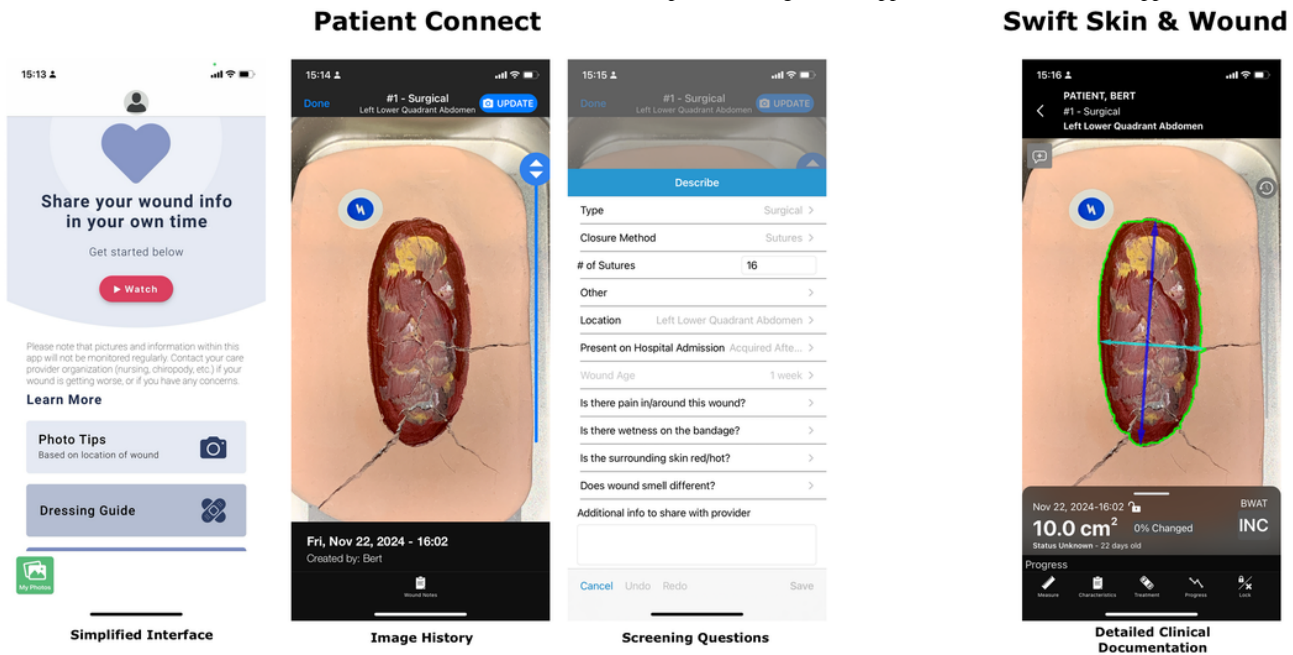 Patient Connect
Swift Skin & Wound
15:13
Share your wound info
in your own time
Get started below
Watch
Please note that pictures and information within this
app will not be monitored regularly. Contact your care
provider organization (nursing, chiropody, etc.) if your
wound is getting worse, or if you have any concerns.
Learn More
Photo Tips
Based on location of wound
Dressing Guide
My Photos
Simplified Interface
15:14
Done
#1 - Surgical
Left Lower Quadrant Abdomen
UPDATE
Fri, Nov 22, 2024 - 16:02
Created by: Bert
Wound Notes
Image History
15:15
Done
#1 - Surgical
Left Lower Quadrant Abdomen
UPDATE
Describe
Type Surgical >
Closure Method Sutures >
# of Sutures 16
Other >
Location Left Lower Quadrant Abdomen >
Present on Hospital Admission Acquired Afte... >
Wound Age 1 week >
Is there pain in/around this wound? >
Is there wetness on the bandage? >
Is the surrounding skin red/hot? >
Does wound smell different? >
Additional info to share with provider
Cancel Undo Redo Save
Screening Questions
15:16
PATIENT, BERT
#1 - Surgical
Left Lower Quadrant Abdomen
Nov 22, 2024-16:02
BWAT
10.0 cm² 0% Changed
INC
Status Unknown - 22 days old
Progress
Measure Characteristics Treatment Progress Lock
Detailed Clinical
Documentation